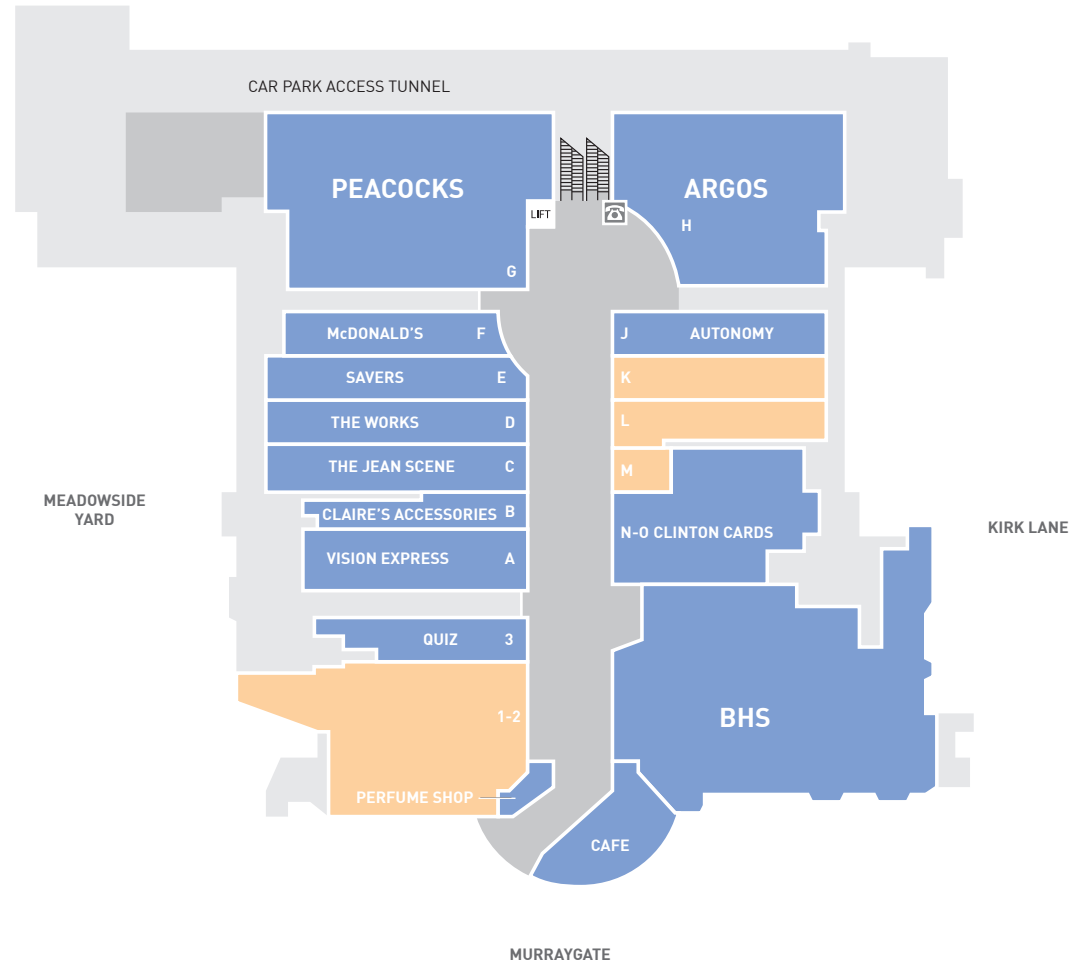 CAR PARK ACCESS TUNNEL
PEACOCKS
ARGOS
LIFT
H
G
McDONALD'S F
J AUTONOMY
SAVERS E
K
THE WORKS D
L
THE JEAN SCENE C
M
MEADOWSIDE
YARD
CLAIRE'S ACCESSORIES B
KIRK LANE
N-O CLINTON CARDS
VISION EXPRESS A
QUIZ 3
1-2
BHS
PERFUME SHOP
CAFE
MURRAYGATE